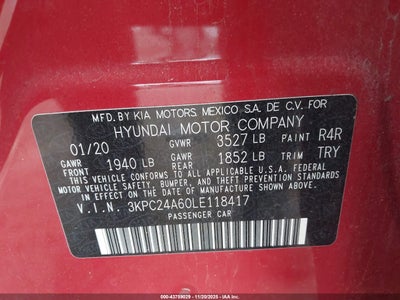 MFD. BY KIA MOTORS, MEXICO S.A. DE C.V. FOR
HYUNDAI MOTOR COMPANY
01/20 GVWR 3527 LB PAINT R4R
GAWR FRONT 1940 LB GAWR REAR 1852 LB TRIM TRY
THIS VEHICLE CONFORMS TO ALL APPLICABLE U.S.A. FEDERAL
MOTOR VEHICLE SAFETY, BUMPER, AND THEFT PREVENTION STANDARDS
IN EFFECT ON THE DATE OF MANUFACTURE SHOWN ABOVE.
V.I.N. 3KPC24A60LE118417
PASSENGER CAR
ID: 43759029 - 11/20/2025 - IAAI.COM